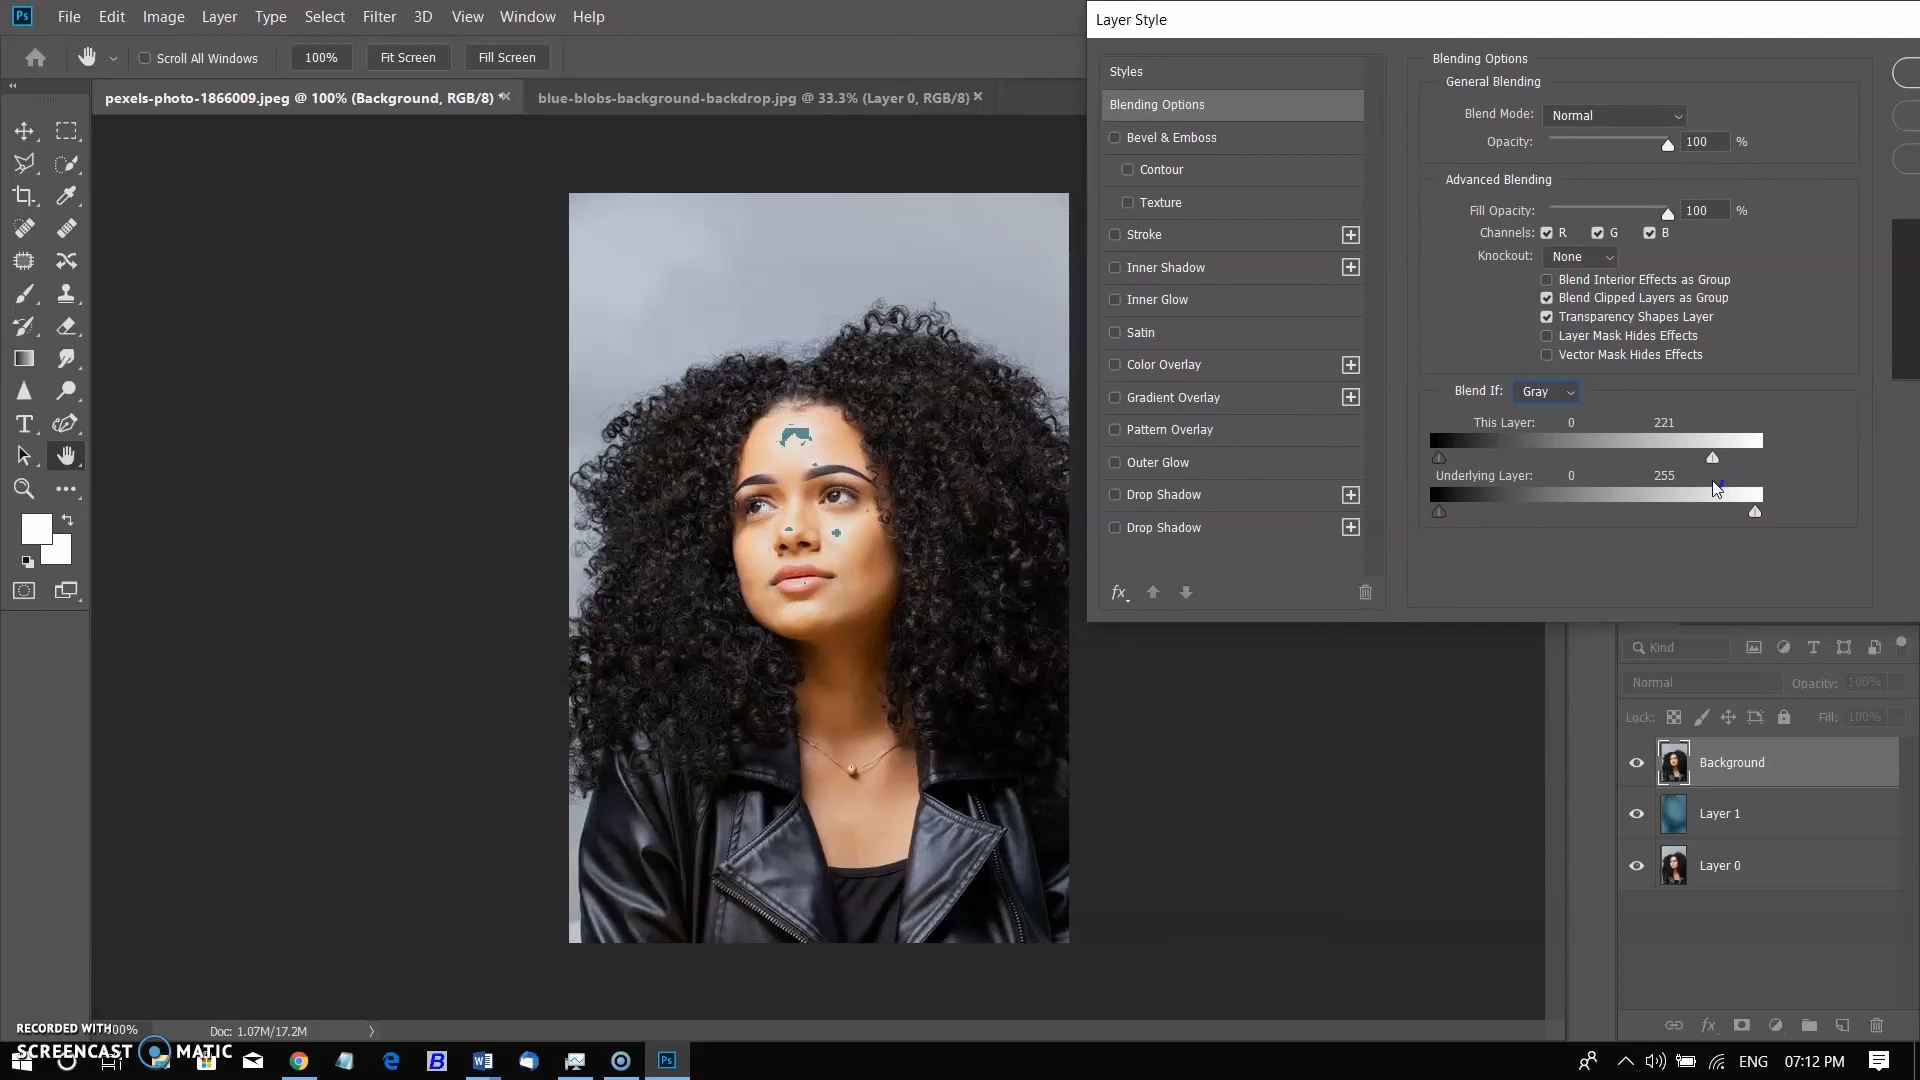 Ps File Edit Image Layer Type Select Filter 3D View Window Help
Layer Style
Scroll All Windows 100% Fit Screen Fill Screen
pexels-photo-1866009.jpeg @ 100% (Background, RGB/8) * ×
blue-blobs-background-backdrop.jpg @ 33.3% (Layer 0, RGB/8) ×
Styles
Blending Options
Bevel & Emboss
Contour
Texture
Stroke
Inner Shadow
Inner Glow
Satin
Color Overlay
Gradient Overlay
Pattern Overlay
Outer Glow
Drop Shadow
Drop Shadow
fx
Blending Options
General Blending
Blend Mode: Normal
Opacity: 100 %
Advanced Blending
Fill Opacity: 100 %
Channels: R G B
Knockout: None
Blend Interior Effects as Group
Blend Clipped Layers as Group
Transparency Shapes Layer
Layer Mask Hides Effects
Vector Mask Hides Effects
Blend If: Gray
This Layer: 0 221
Underlying Layer: 0 255
Kind
Normal Opacity: 100%
Lock: Fill: 100%
Background
Layer 1
Layer 0
fx
Doc: 1.07M/17.2M
RECORDED WITH
SCREENCAST MATIC
ENG 07:12 PM